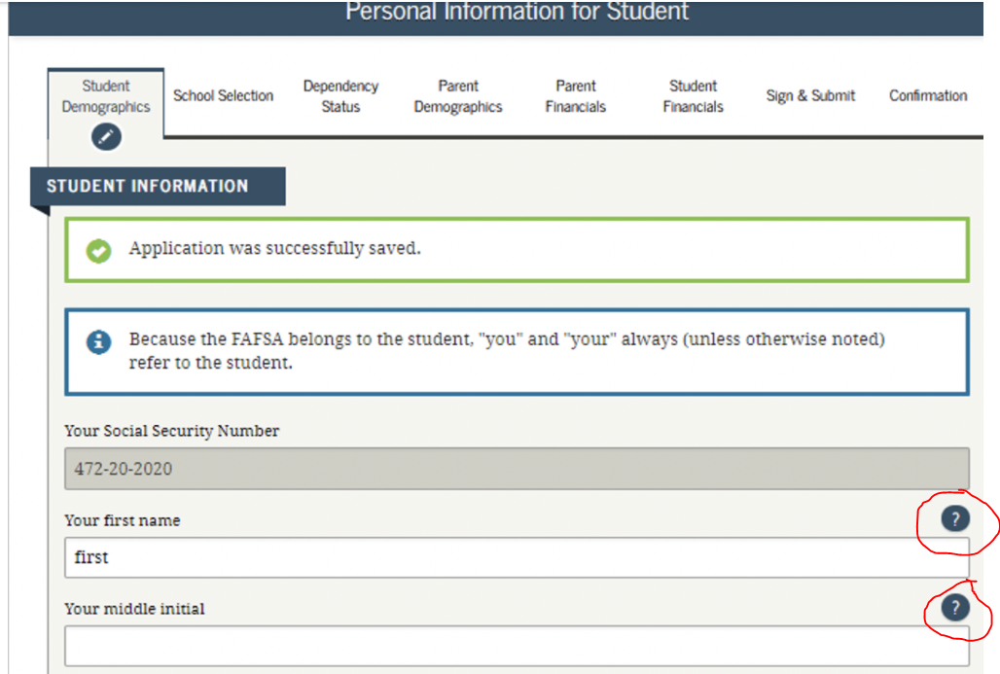 Personal Information for Student
Student Demographics
School Selection
Dependency Status
Parent Demographics
Parent Financials
Student Financials
Sign & Submit
Confirmation
STUDENT INFORMATION
Application was successfully saved.
Because the FAFSA belongs to the student, "you" and "your" always (unless otherwise noted)
refer to the student.
Your Social Security Number
472-20-2020
Your first name
?
first
Your middle initial
?